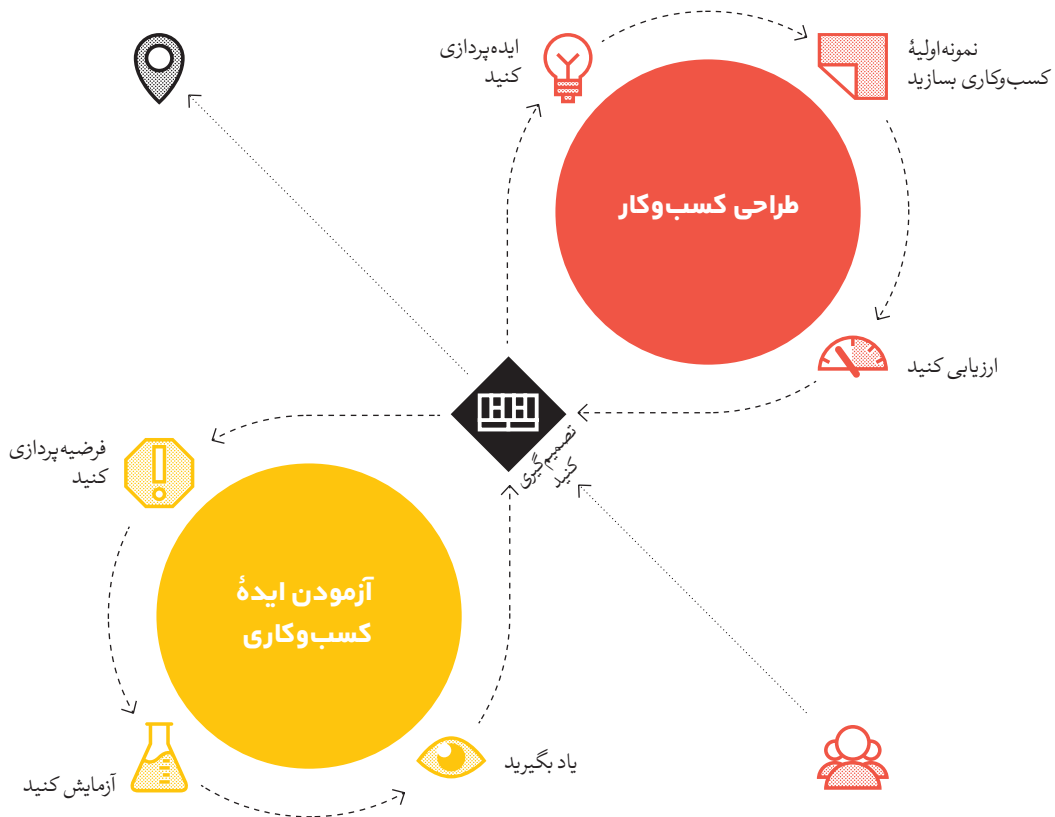 ایده‌پردازی
کنید
نمونه‌اولیهٔ
کسب‌وکاری بسازید
طراحی کسب‌وکار
ارزیابی کنید
تصمیم‌گیری
کنید
فرضیه‌پردازی
کنید
آزمودن ایدهٔ
کسب‌وکاری
آزمایش کنید
یاد بگیرید